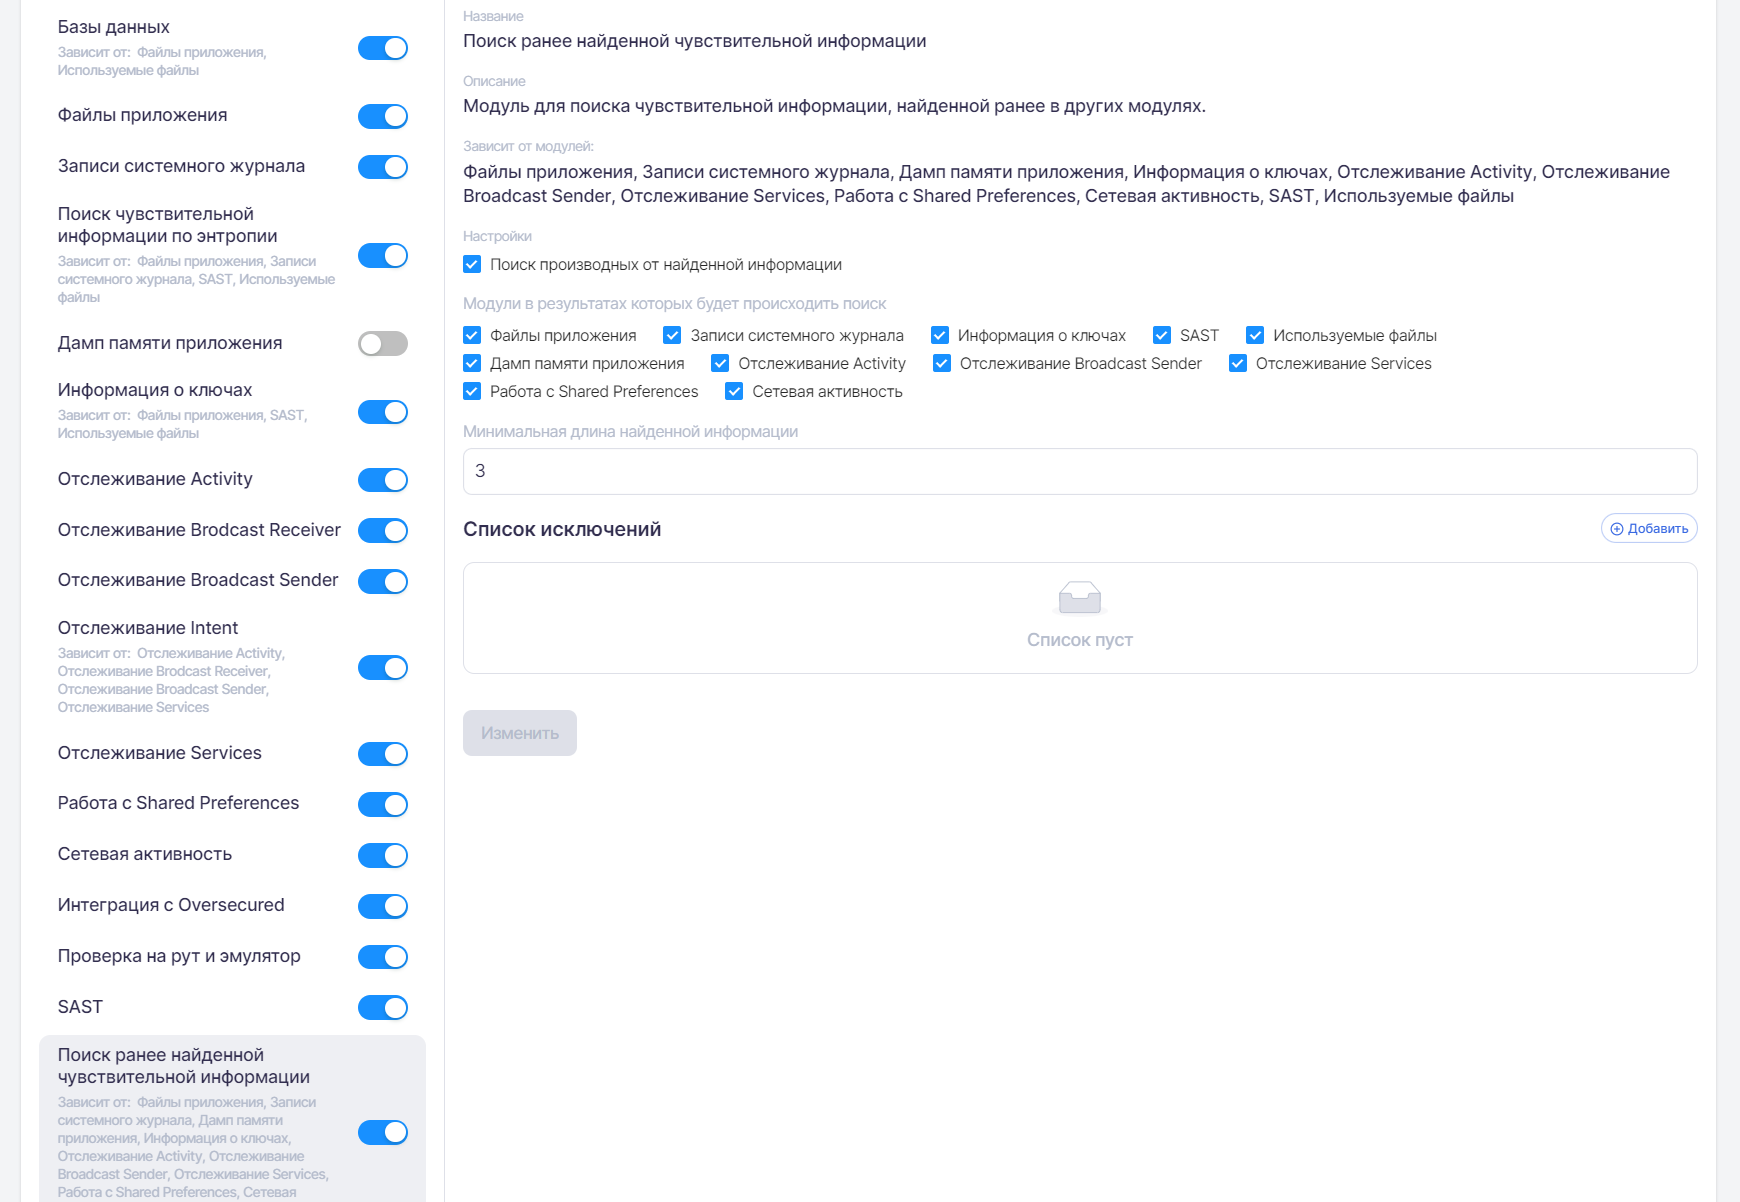 Базы данных
Зависит от: Файлы приложения,
Используемые файлы
Файлы приложения
Записи системного журнала
Поиск чувствительной
информации по энтропии
Зависит от: Файлы приложения, Записи
системного журнала, SAST, Используемые
файлы
Дамп памяти приложения
Информация о ключах
Зависит от: Файлы приложения, SAST,
Используемые файлы
Отслеживание Activity
Отслеживание Brodcast Receiver
Отслеживание Broadcast Sender
Отслеживание Intent
Зависит от: Отслеживание Activity,
Отслеживание Brodcast Receiver,
Отслеживание Broadcast Sender,
Отслеживание Services
Отслеживание Services
Работа с Shared Preferences
Сетевая активность
Интеграция с Oversecured
Проверка на рут и эмулятор
SAST
Поиск ранее найденной
чувствительной информации
Зависит от: Файлы приложения, Записи
системного журнала, Дамп памяти
приложения, Информация о ключах,
Отслеживание Activity, Отслеживание
Broadcast Sender, Отслеживание Services,
Работа с Shared Preferences, Сетевая
Название
Поиск ранее найденной чувствительной информации
Описание
Модуль для поиска чувствительной информации, найденной ранее в других модулях.
Зависит от модулей:
Файлы приложения, Записи системного журнала, Дамп памяти приложения, Информация о ключах, Отслеживание Activity, Отслеживание
Broadcast Sender, Отслеживание Services, Работа с Shared Preferences, Сетевая активность, SAST, Используемые файлы
Настройки
Поиск производных от найденной информации
Модули в результатах которых будет происходить поиск
Файлы приложения Записи системного журнала Информация о ключах SAST Используемые файлы
Дамп памяти приложения Отслеживание Activity Отслеживание Broadcast Sender Отслеживание Services
Работа с Shared Preferences Сетевая активность
Минимальная длина найденной информации
3
Список исключений
Добавить
Список пуст
Изменить